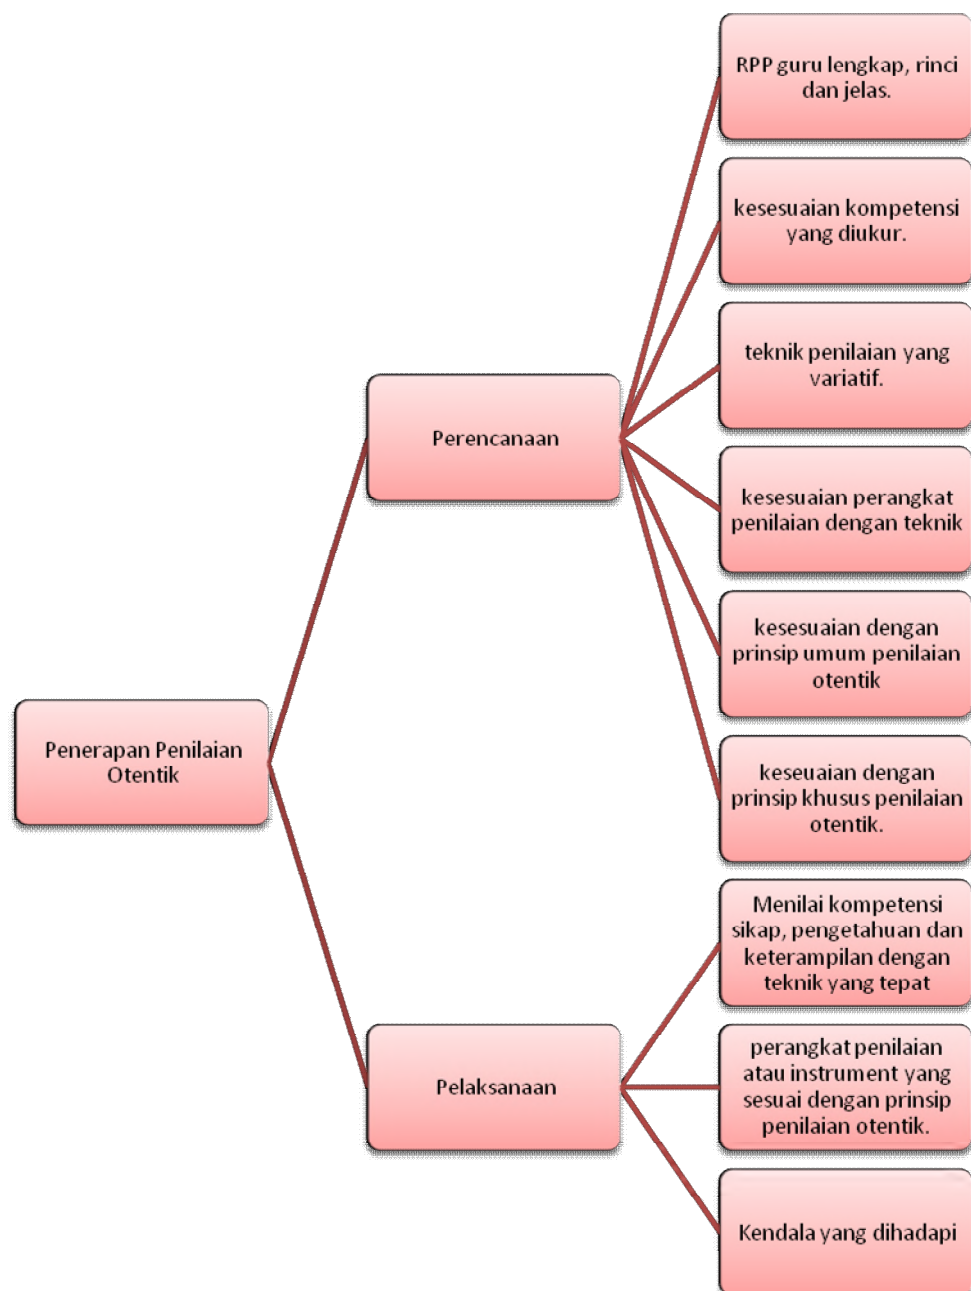 RPP guru lengkap, rinci
dan jelas.
kesesuaian kompetensi
yang diukur.
teknik penilaian yang
variatif.
Perencanaan
kesesuaian perangkat
penilaian dengan teknik
kesesuaian dengan
prinsip umum penilaian
otentik
Penerapan Penilaian
Otentik
keseuaian dengan
prinsip khusus penilaian
otentik.
Menilai kompetensi
sikap, pengetahuan dan
keterampilan dengan
teknik yang tepat
Pelaksanaan
perangkat penilaian
atau instrument yang
sesuai dengan prinsip
penilaian otentik.
Kendala yang dihadapi